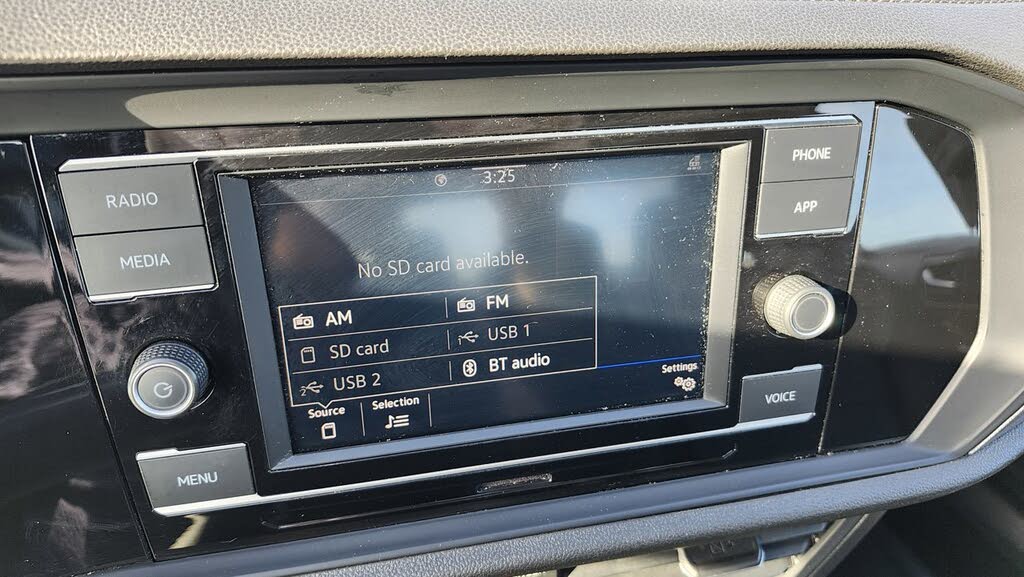 3:25
RADIO
MEDIA
MENU
No SD card available.
AM
FM
SD card
USB 1
USB 2
BT audio
Source
Selection
Settings
PHONE
APP
VOICE